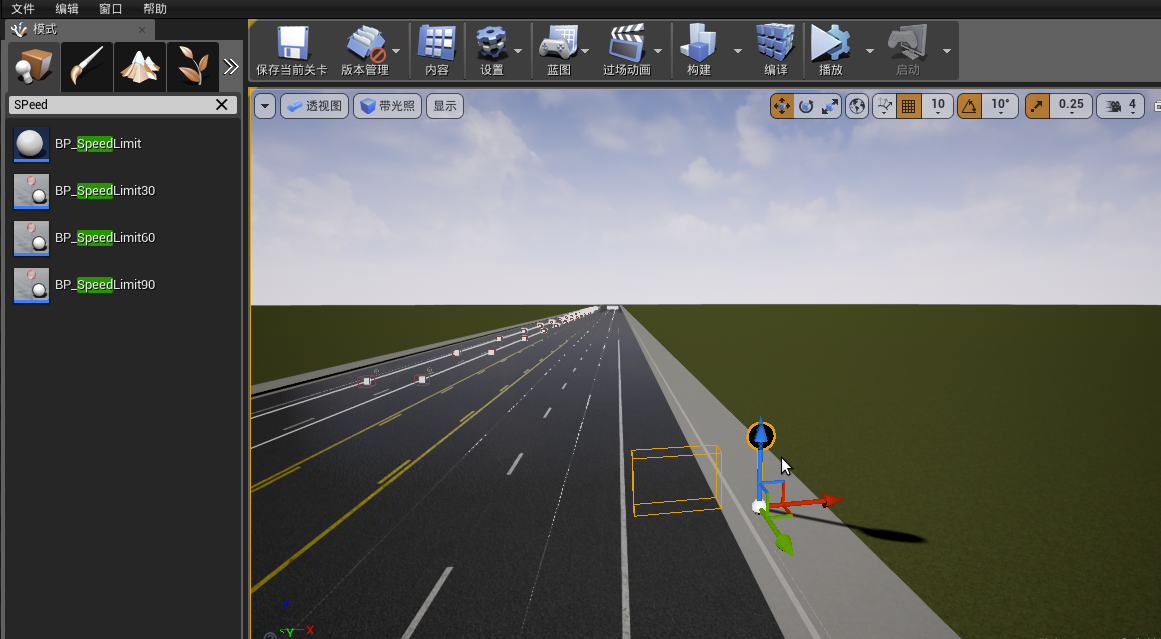 文件 编辑 窗口 帮助
模式
SPeed
BP_SpeedLimit
BP_SpeedLimit30
BP_SpeedLimit60
BP_SpeedLimit90
保存当前关卡 版本管理 内容 设置 蓝图 过场动画 构建 编译 播放 启动
透视图 带光照 显示 10 10° 0.25 4
Y X